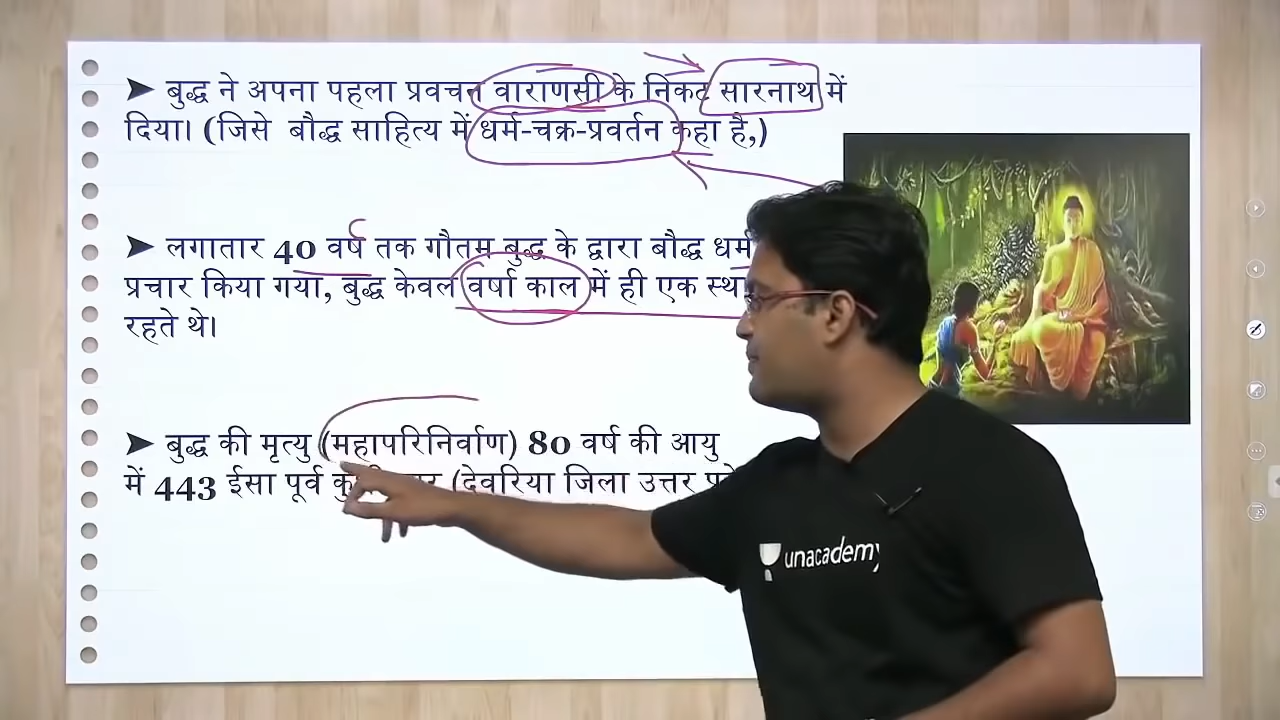 ➤ बुद्ध ने अपना पहला प्रवचन वाराणसी के निकट सारनाथ में
दिया। (जिसे बौद्ध साहित्य में धर्म-चक्र-प्रवर्तन कहा है,)
➤ लगातार 40 वर्ष तक गौतम बुद्ध के द्वारा बौद्ध धर्म
प्रचार किया गया, बुद्ध केवल वर्षा काल में ही एक
रहते थे।
➤ बुद्ध की मृत्यु (महापरिनिर्वाण) 80 वर्ष की आयु
में 443 ईसा पूर्व (देवरिया जिला उत्तर
unacademy